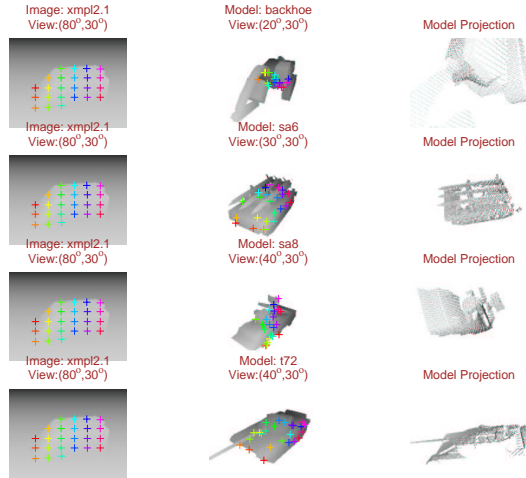 Image: xmpl2.1 Model: backhoe
View:(80°,30°) View:(20°,30°) Model Projection
Image: xmpl2.1 Model: sa6
View:(80°,30°) View:(30°,30°) Model Projection
Image: xmpl2.1 Model: sa8
View:(80°,30°) View:(40°,30°) Model Projection
Image: xmpl2.1 Model: t72
View:(80°,30°) View:(40°,30°) Model Projection